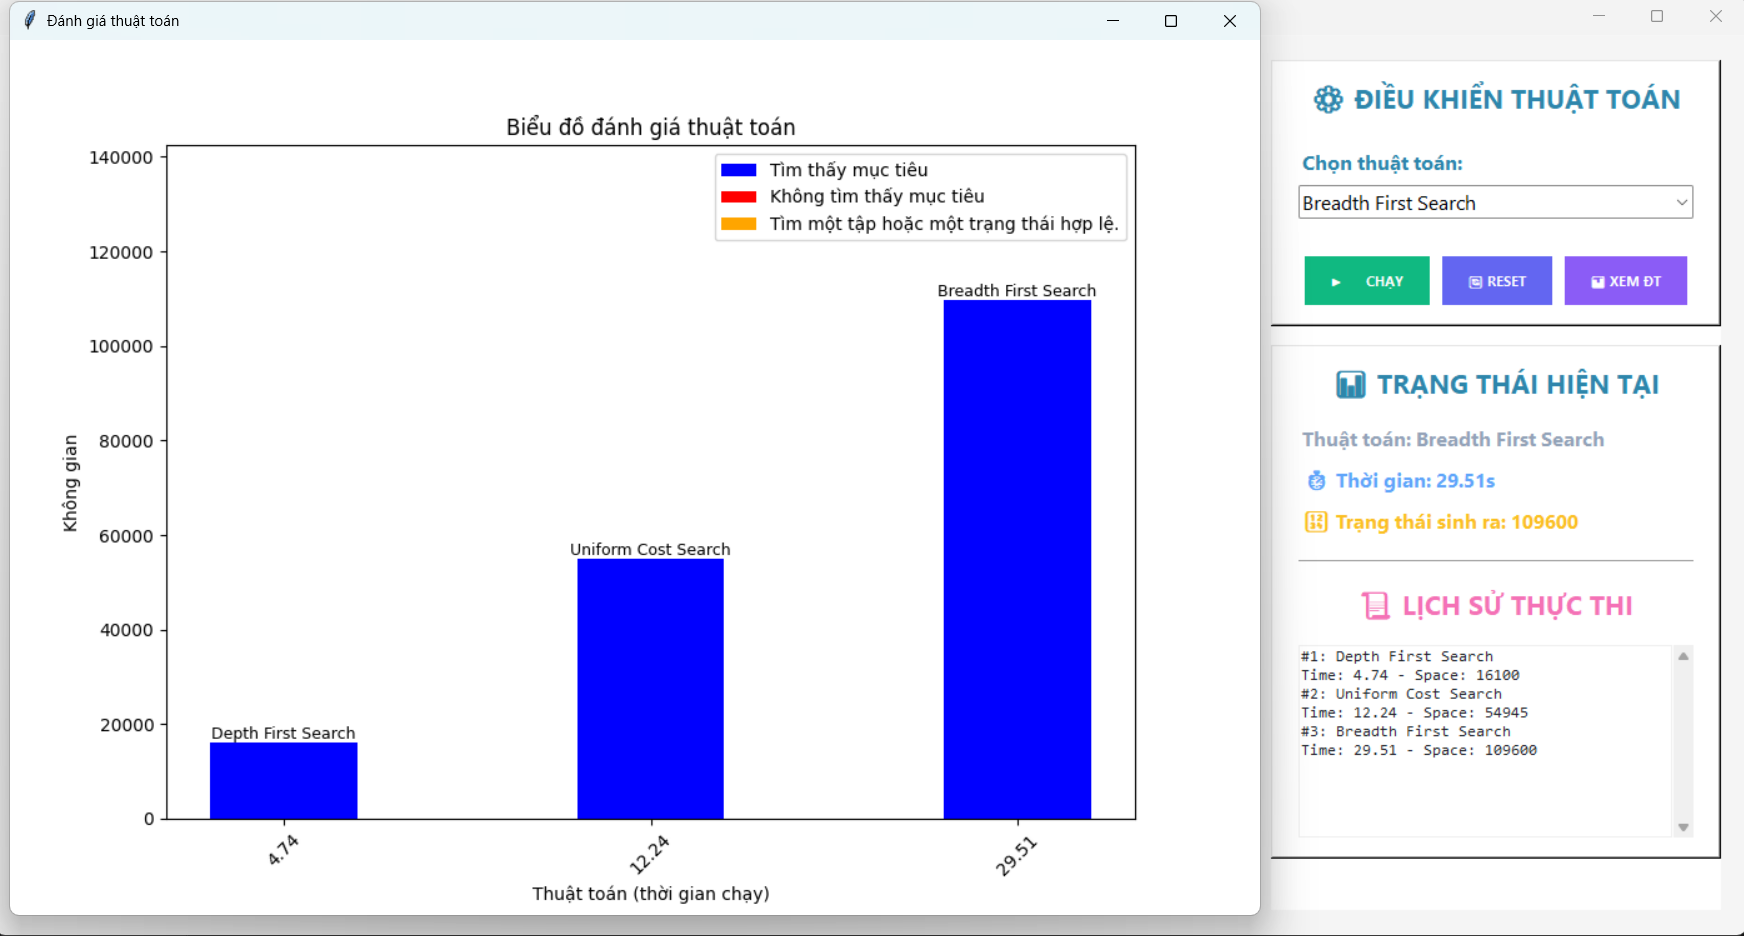 Đánh giá thuật toán
Biểu đồ đánh giá thuật toán
Tìm thấy mục tiêu
Không tìm thấy mục tiêu
Tìm một tập hoặc một trạng thái hợp lệ.
140000
120000
100000
80000
60000
40000
20000
0
Không gian
Depth First Search
Uniform Cost Search
Breadth First Search
4.74
12.24
29.51
Thuật toán (thời gian chạy)
ĐIỀU KHIỂN THUẬT TOÁN
Chọn thuật toán:
Breadth First Search
CHẠY
RESET
XEM ĐT
TRẠNG THÁI HIỆN TẠI
Thuật toán: Breadth First Search
Thời gian: 29.51s
Trạng thái sinh ra: 109600
LỊCH SỬ THỰC THI
#1: Depth First Search
Time: 4.74 - Space: 16100
#2: Uniform Cost Search
Time: 12.24 - Space: 54945
#3: Breadth First Search
Time: 29.51 - Space: 109600